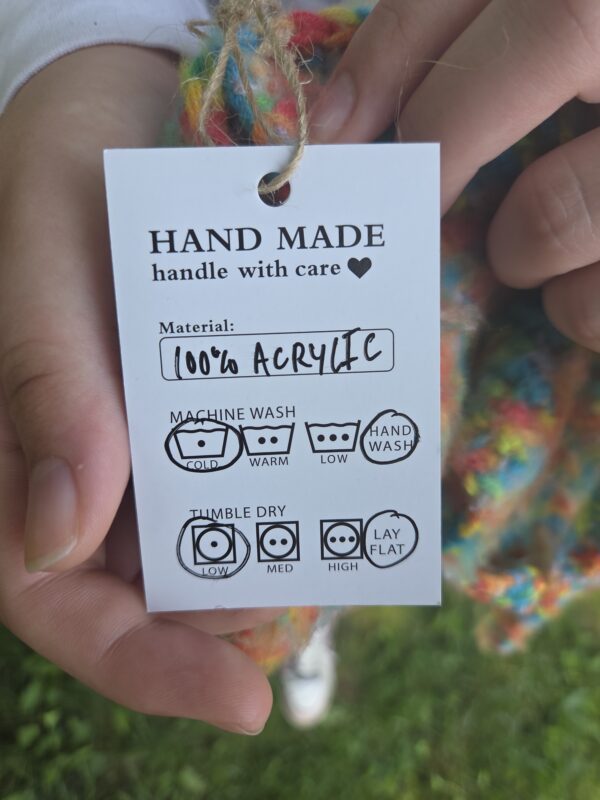 HAND MADE
handle with care ♥
Material:
100% ACRYLIC
MACHINE WASH
COLD WARM LOW HAND WASH
TUMBLE DRY
LOW MED HIGH LAY FLAT